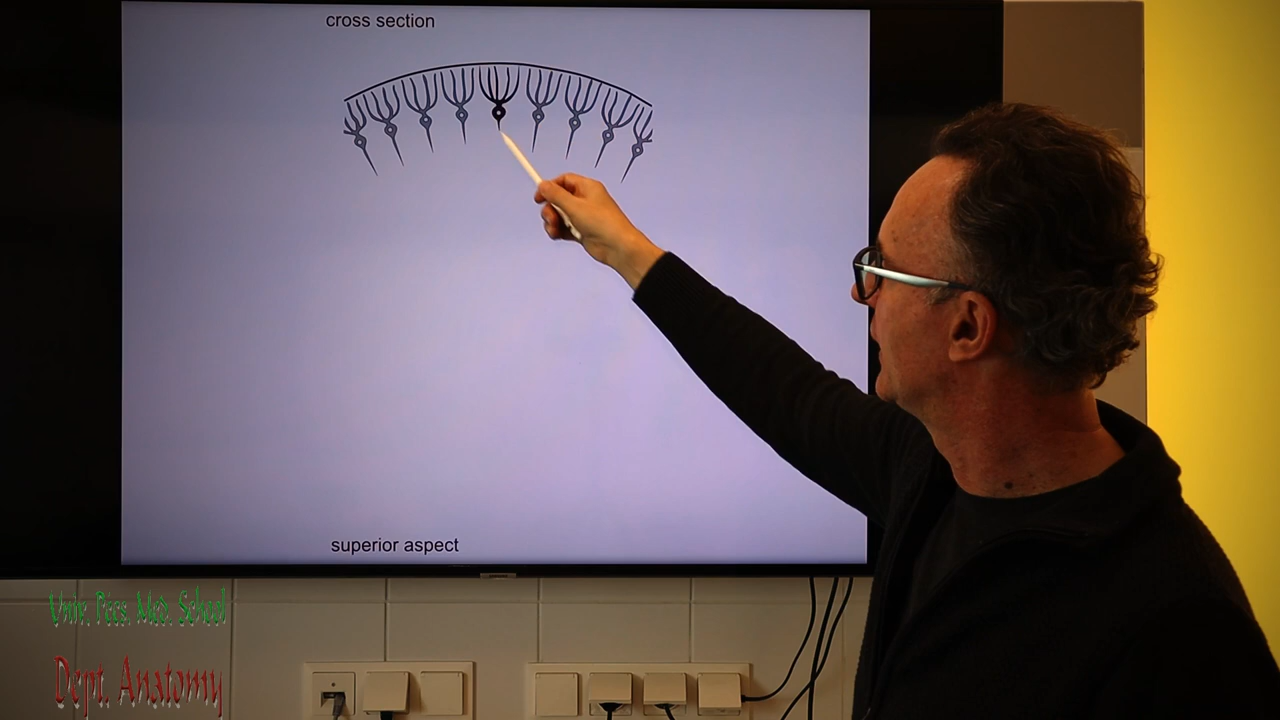 cross section
superior aspect
Univ. Pecs. Med. School
Dept. Anatomy